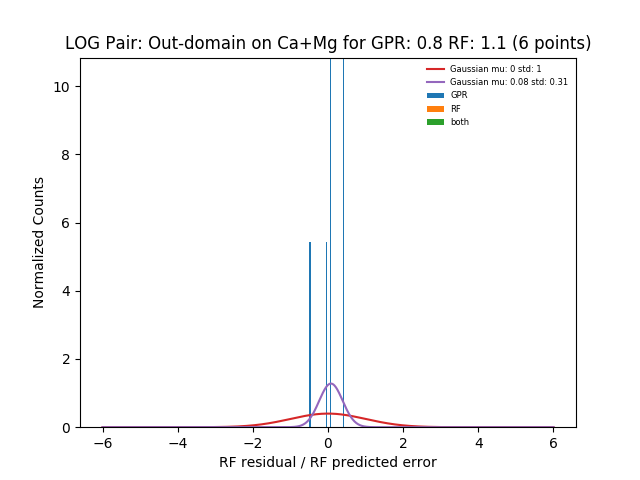 LOG Pair: Out-domain on Ca+Mg for GPR: 0.8 RF: 1.1 (6 points)
Gaussian mu: 0 std: 1
Gaussian mu: 0.08 std: 0.31
GPR
RF
both
Normalized Counts
10
8
6
4
2
0
−6 −4 −2 0 2 4 6
RF residual / RF predicted error